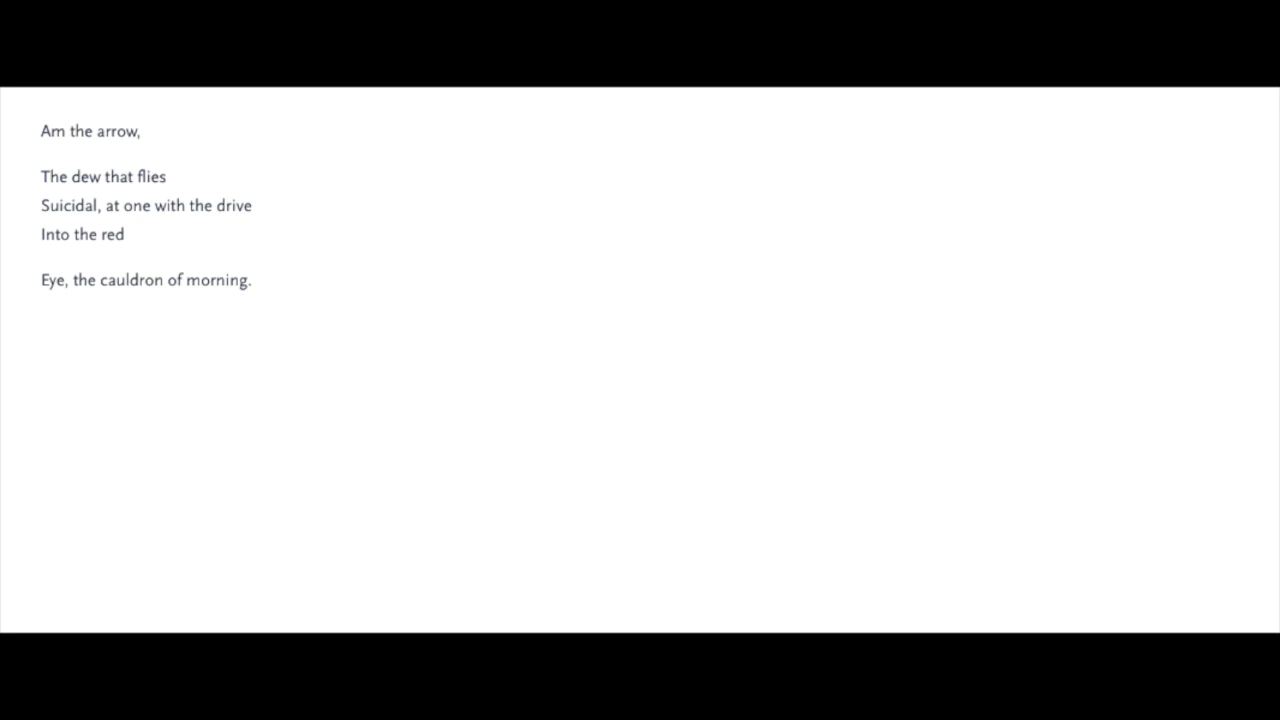 Am the arrow,
The dew that flies
Suicidal, at one with the drive
Into the red
Eye, the cauldron of morning.